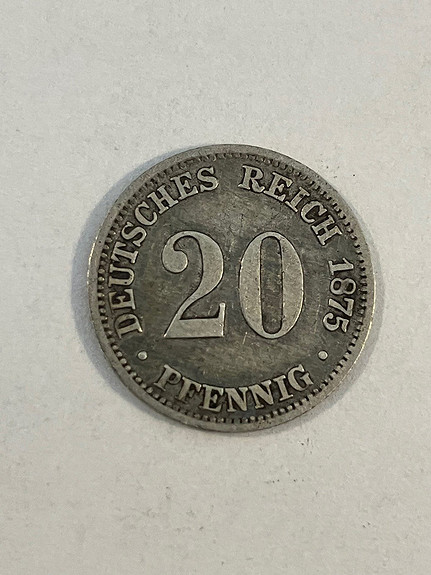 DEUTSCHES REICH 1875
20
• PFENNIG •